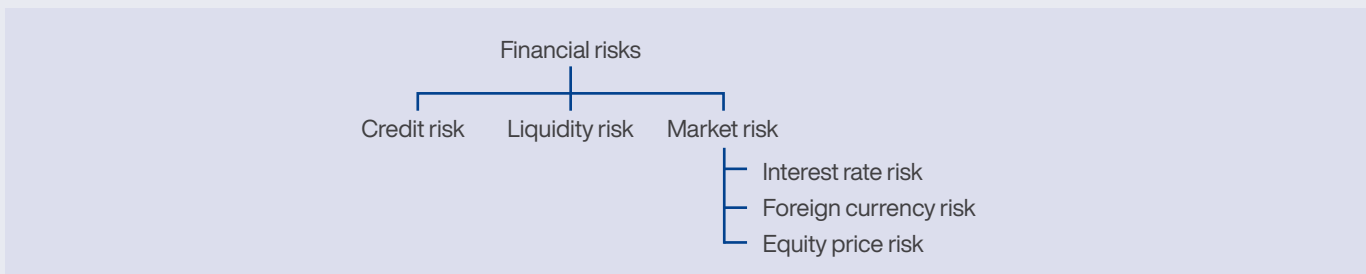 Financial risks
Credit risk Liquidity risk Market risk
Interest rate risk
Foreign currency risk
Equity price risk